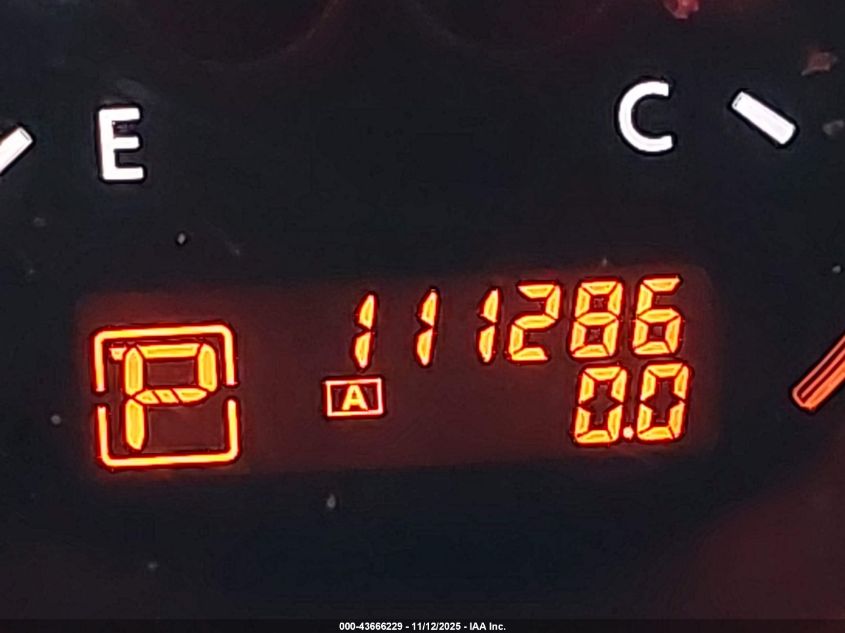 E C
111286
P A 0.0
000-43666229 - 11/12/2025 - IAA Inc.